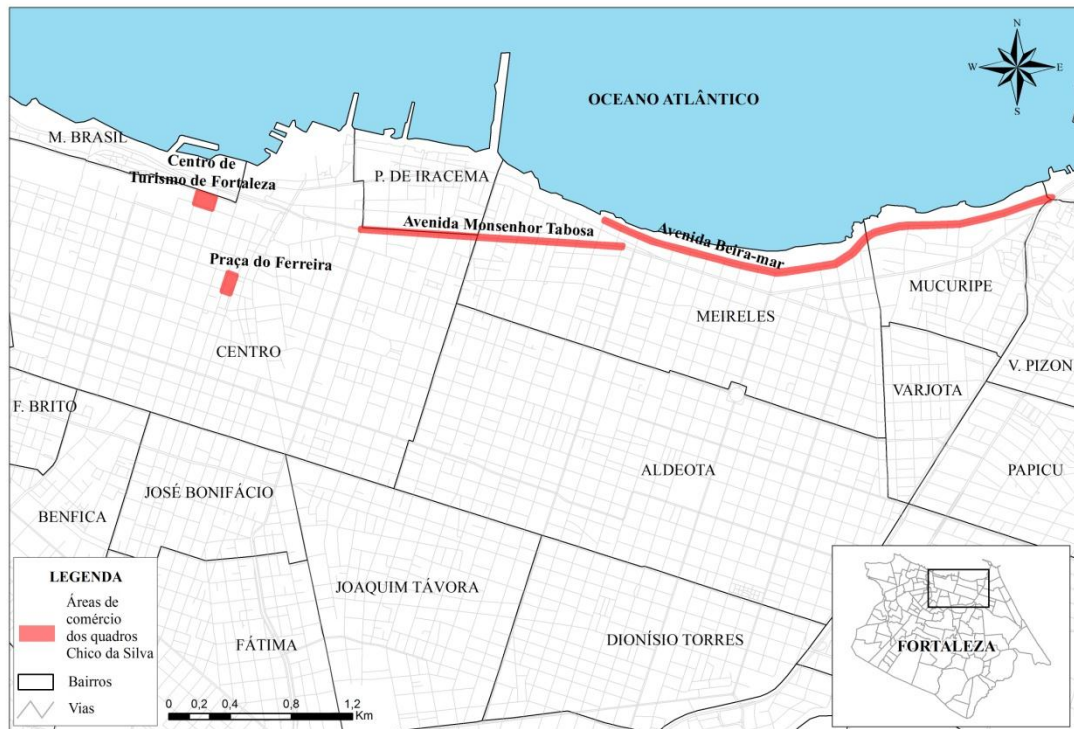 N
W
E
S
OCEANO ATLÂNTICO
M. BRASIL
Centro de
Turismo de Fortaleza
P. DE IRACEMA
Avenida Monsenhor Tabosa
Avenida Beira-mar
Praça do Ferreira
MUCURIPE
MEIRELES
CENTRO
V. PIZON
VARJOTA
F. BRITO
ALDEOTA
PAPICU
JOSÉ BONIFÁCIO
BENFICA
JOAQUIM TÁVORA
DIONÍSIO TORRES
FÁTIMA
LEGENDA
Áreas de
comércio
dos quadros
Chico da Silva
Bairros
Vias
0 0,2 0,4 0,8 1,2
Km
FORTALEZA